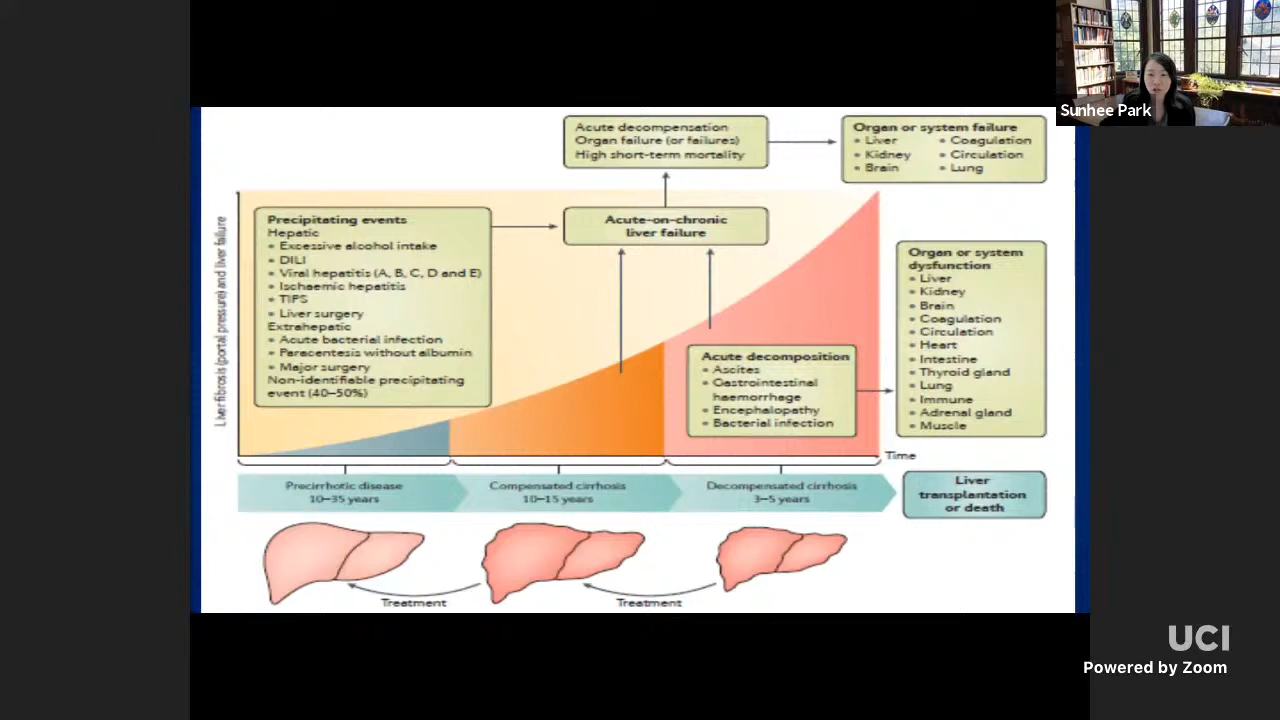 Sunhee Park
Acute decompensation
Organ failure (or failures)
High short-term mortality
Organ or system failure
• Liver
• Kidney
• Brain
• Coagulation
• Circulation
• Lung
Liver fibrosis (portal pressure) and liver failure
Precipitating events
Hepatic
• Excessive alcohol intake
• DILI
• Viral hepatitis (A, B, C, D and E)
• Ischaemic hepatitis
• TIPS
• Liver surgery
Extrahepatic
• Acute bacterial infection
• Paracentesis without albumin
• Major surgery
Non-identifiable precipitating
event (40–50%)
Acute-on-chronic
liver failure
Acute decomposition
• Ascites
• Gastrointestinal
haemorrhage
• Encephalopathy
• Bacterial infection
Organ or system
dysfunction
• Liver
• Kidney
• Brain
• Coagulation
• Circulation
• Heart
• Intestine
• Thyroid gland
• Lung
• Immune
• Adrenal gland
• Muscle
Time
Precirrhotic disease
10–35 years
Compensated cirrhosis
10–15 years
Decompensated cirrhosis
3–5 years
Liver
transplantation
or death
Treatment
Treatment
UCI
Powered by Zoom